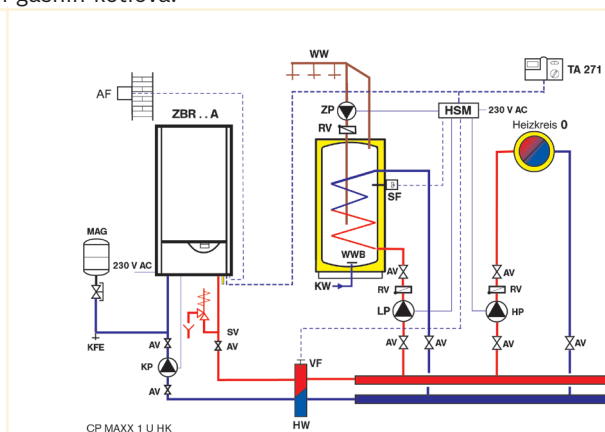 i gasnih kotlova.
WW
TA 271
AF
ZBR . . A
ZP
HSM
230 V AC
RV
Heizkreis 0
SF
MAG
230 V AC
WWB
KW
AV
AV
RV
RV
LP
HP
KFE
SV
AV
AV
AV
AV
AV
AV
KP
VF
AV
HW
CP MAXX 1 U HK